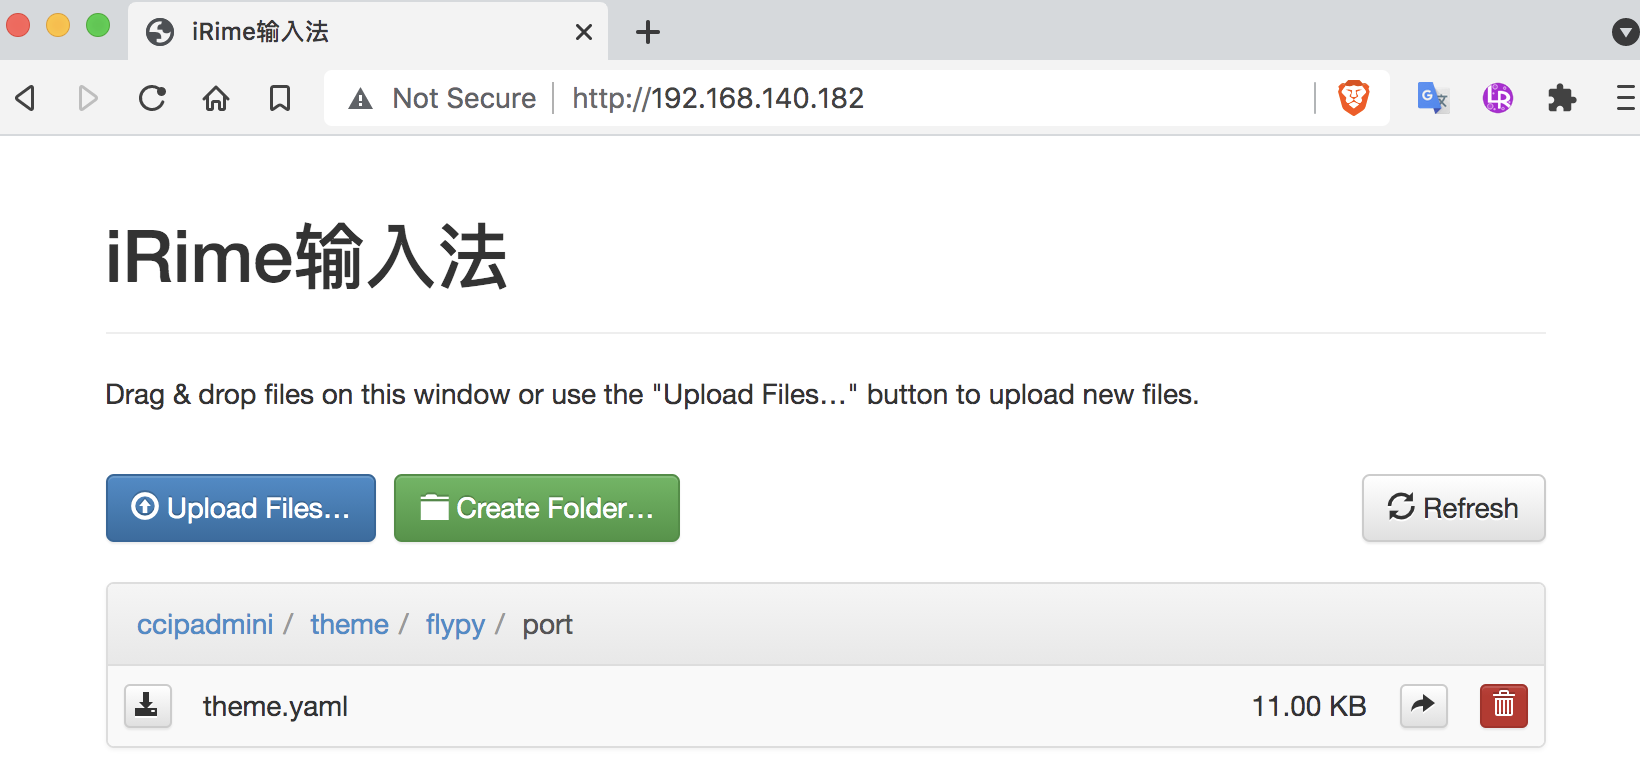 iRime输入法
Not Secure http://192.168.140.182
iRime输入法
Drag & drop files on this window or use the "Upload Files…" button to upload new files.
Upload Files… Create Folder… Refresh
ccipadmini / theme / flypy / port
theme.yaml 11.00 KB